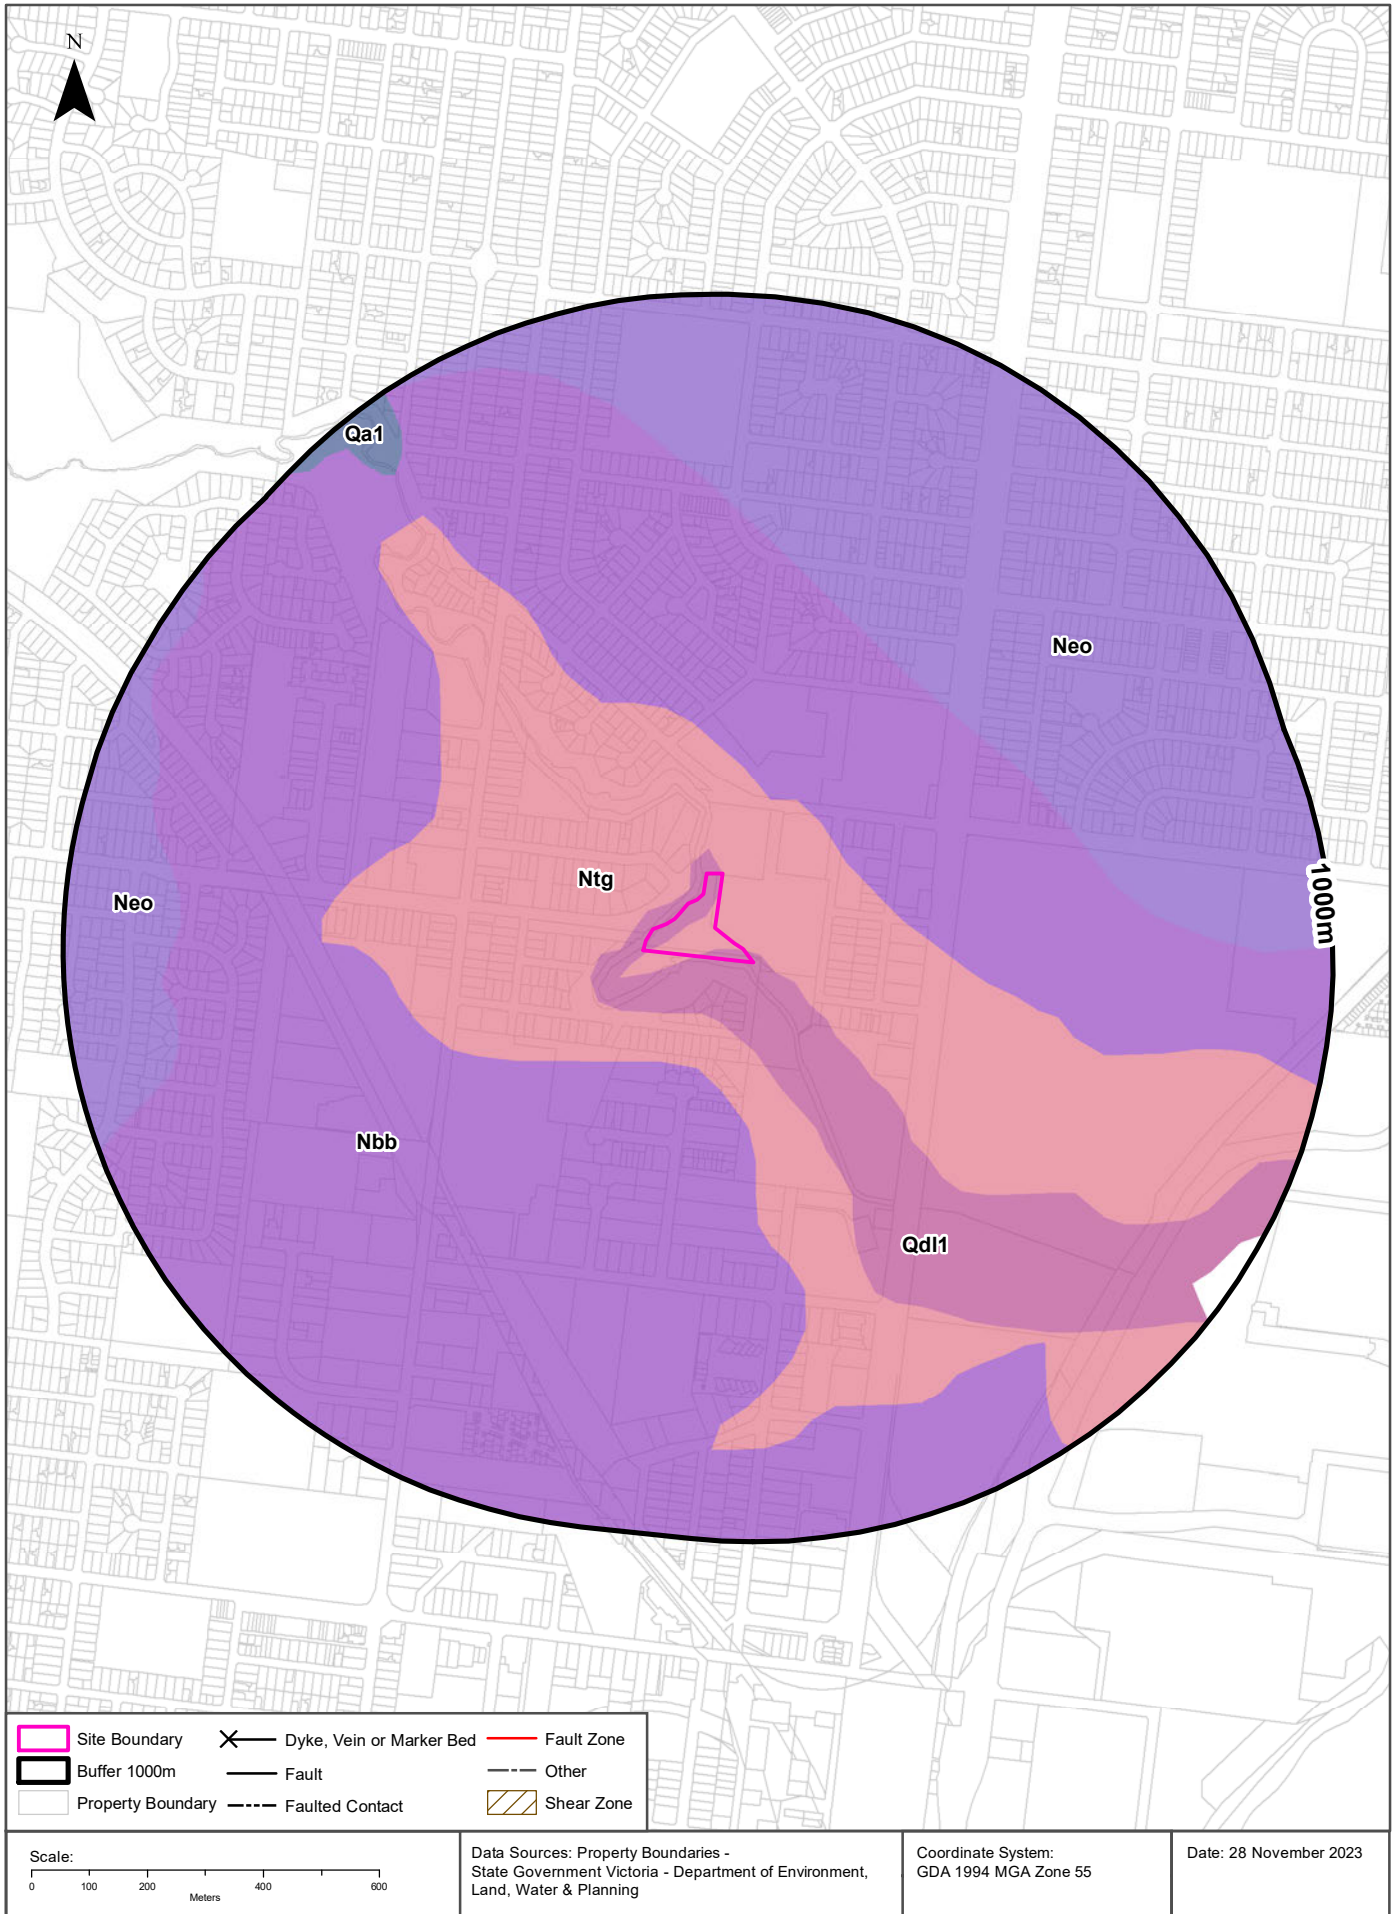 N
Qa1
Neo
1000m
Ntg
Neo
Nbb
Qdl1
Site Boundary
Dyke, Vein or Marker Bed
Fault Zone
Buffer 1000m
Fault
Other
Property Boundary
Faulted Contact
Shear Zone
Scale:
0 100 200 400 600
Meters
Data Sources: Property Boundaries -
State Government Victoria - Department of Environment,
Land, Water & Planning
Coordinate System:
GDA 1994 MGA Zone 55
Date: 28 November 2023